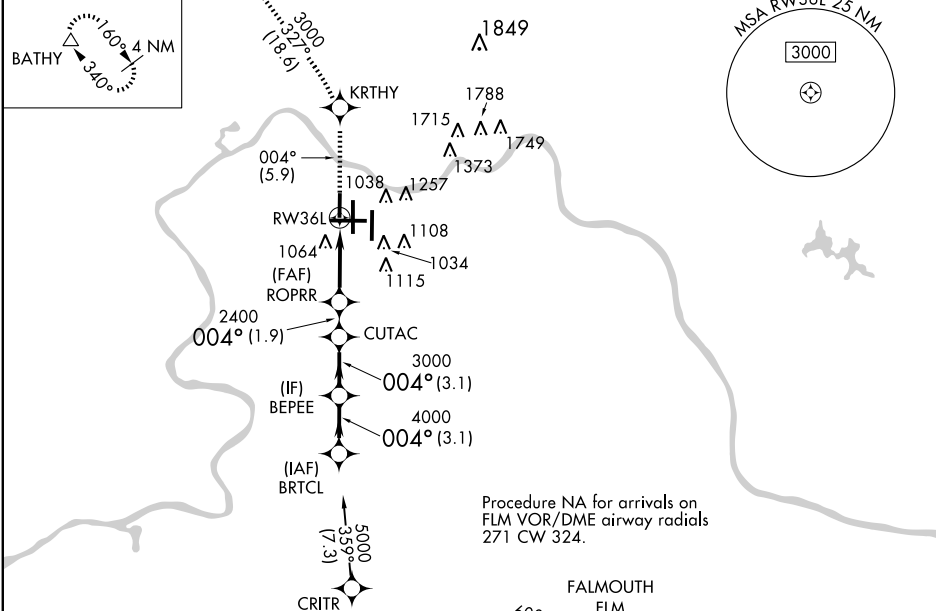 MSA RW36L 25 NM
3000
160°
4 NM
BATHY
340°
3000
327°
(18.6)
1849
KRTHY
1788
1715
1749
1373
004°
(5.9)
1038
1257
RW36L
1064
1108
1034
1115
(FAF)
ROPRR
2400
004° (1.9)
CUTAC
3000
004° (3.1)
(IF)
BEPEE
4000
004° (3.1)
(IAF)
BRTCL
5000
359°
(7.3)
CRITR
Procedure NA for arrivals on
FLM VOR/DME airway radials
271 CW 324.
FALMOUTH
FLM